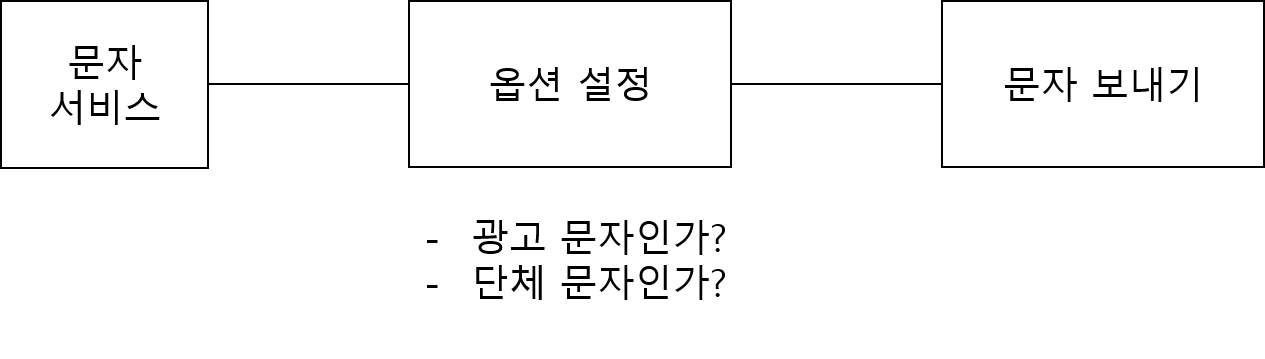 문자
서비스
옵션 설정
문자 보내기
- 광고 문자인가?
- 단체 문자인가?